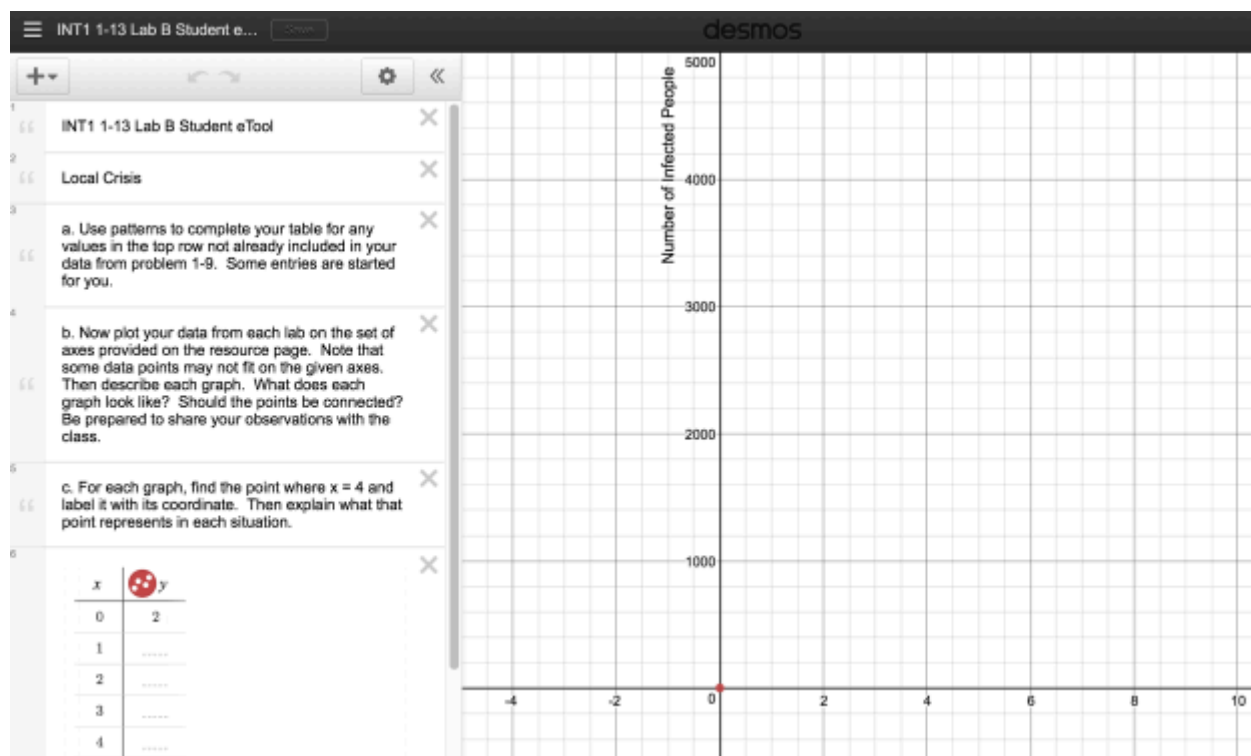 INT1 1-13 Lab B Student e...
desmos
1
INT1 1-13 Lab B Student eTool
2
Local Crisis
3
a. Use patterns to complete your table for any
values in the top row not already included in your
data from problem 1-9.  Some entries are started
for you.
4
b. Now plot your data from each lab on the set of
axes provided on the resource page.  Note that
some data points may not fit on the given axes.
Then describe each graph.  What does each
graph look like?  Should the points be connected?
Be prepared to share your observations with the
class.
5
c. For each graph, find the point where x = 4 and
label it with its coordinate.  Then explain what that
point represents in each situation.
6
x y
0 2
1
2
3
4
Number of Infected People
5000
4000
3000
2000
1000
-4 -2 0 2 4 6 8 10